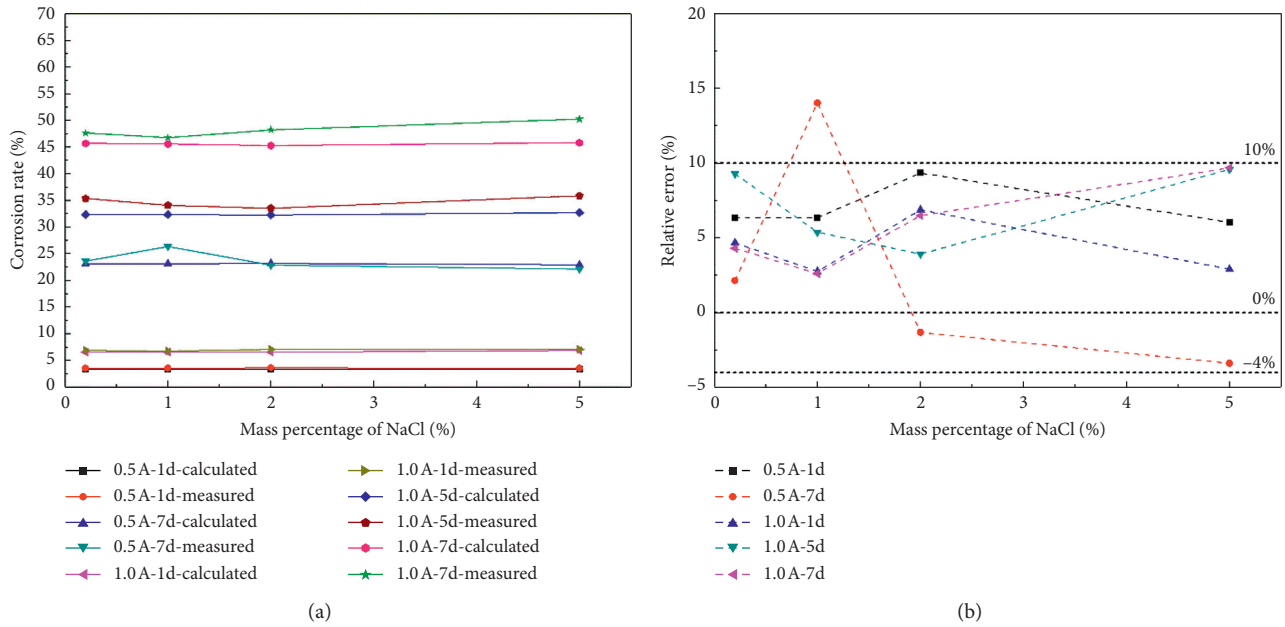 70
65
60
55
50
45
40
35
30
25
20
15
10
5
0
Corrosion rate (%)
0 1 2 3 4 5
Mass percentage of NaCl (%)
0.5 A-1d-calculated
0.5 A-1d-measured
0.5 A-7d-calculated
0.5 A-7d-measured
1.0 A-1d-calculated
1.0 A-1d-measured
1.0 A-5d-calculated
1.0 A-5d-measured
1.0 A-7d-calculated
1.0 A-7d-measured
(a)
20
15
10
5
0
–5
Relative error (%)
10%
0%
–4%
0 1 2 3 4 5
Mass percentage of NaCl (%)
0.5 A-1d
0.5 A-7d
1.0 A-1d
1.0 A-5d
1.0 A-7d
(b)